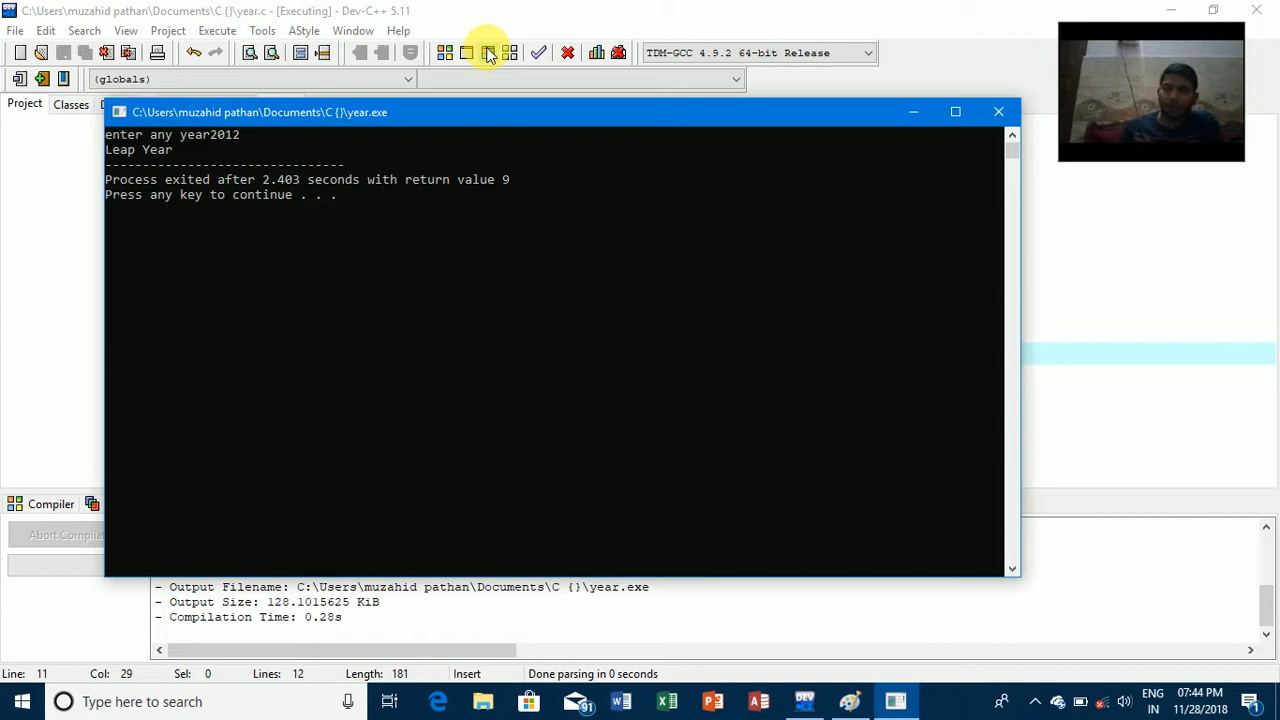 C:\Users\muzahid pathan\Documents\C {}\year.c - [Executing] - Dev-C++ 5.11
File Edit Search View Project Execute Tools AStyle Window Help
TDM-GCC 4.9.2 64-bit Release
(globals)
Project Classes
C:\Users\muzahid pathan\Documents\C {}\year.exe
enter any year2012
Leap Year
--------------------------------
Process exited after 2.403 seconds with return value 9
Press any key to continue . . .
Compiler
Abort Compile
- Output Filename: C:\Users\muzahid pathan\Documents\C {}\year.exe
- Output Size: 128.1015625 KiB
- Compilation Time: 0.28s
Line: 11 Col: 29 Sel: 0 Lines: 12 Length: 181 Insert Done parsing in 0 seconds
Type here to search
DEV
91
ENG
IN
07:44 PM
11/28/2018
1